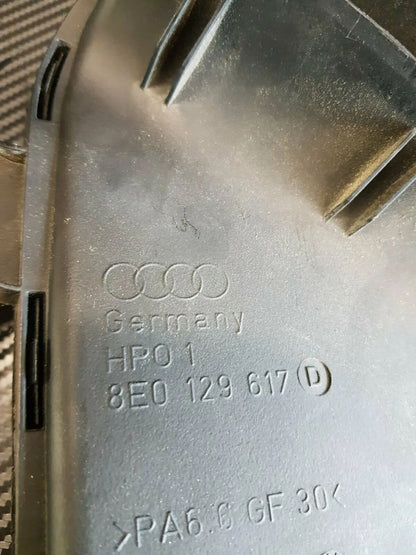 Germany
HPO 1
8E0 129 617 D
>PA6.6 GF 30<